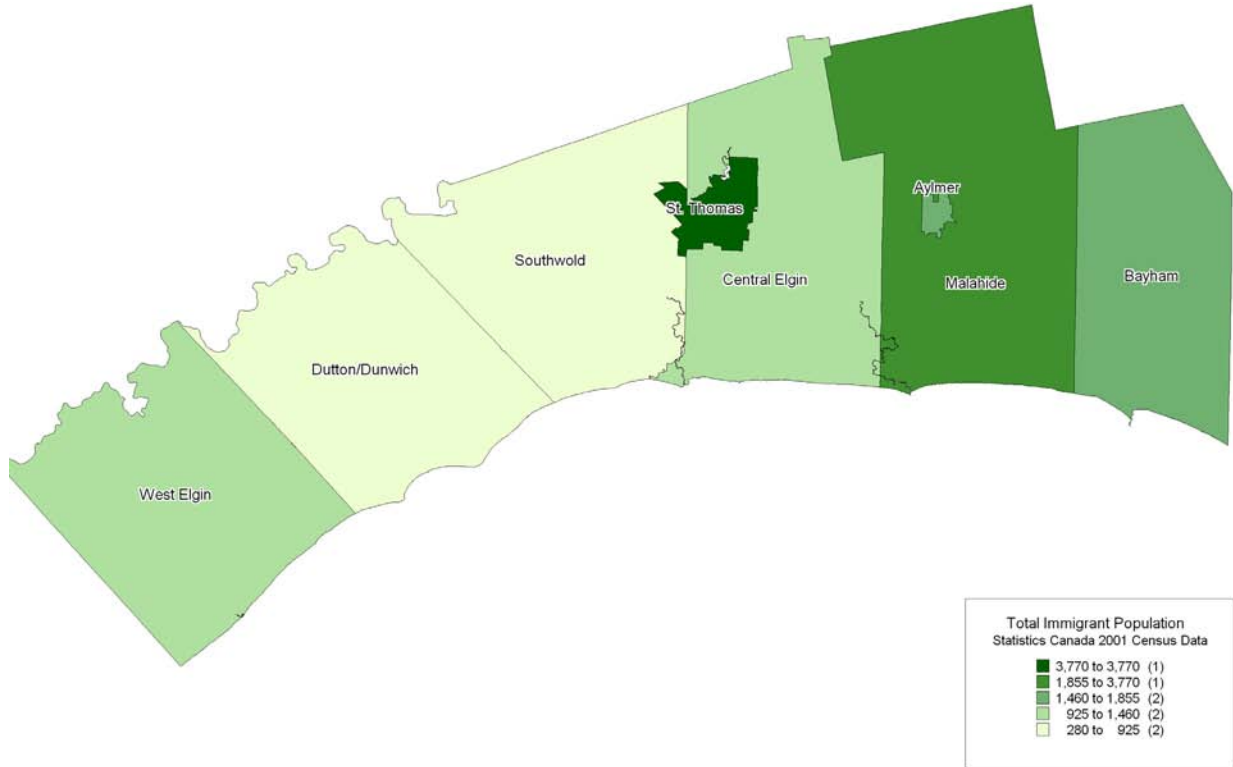 Aylmer
St. Thomas
Southwold
Central Elgin
Malahide
Bayham
Dutton/Dunwich
West Elgin
Total Immigrant Population
Statistics Canada 2001 Census Data
3,770 to 3,770 (1)
1,855 to 3,770 (1)
1,460 to 1,855 (2)
925 to 1,460 (2)
280 to 925 (2)